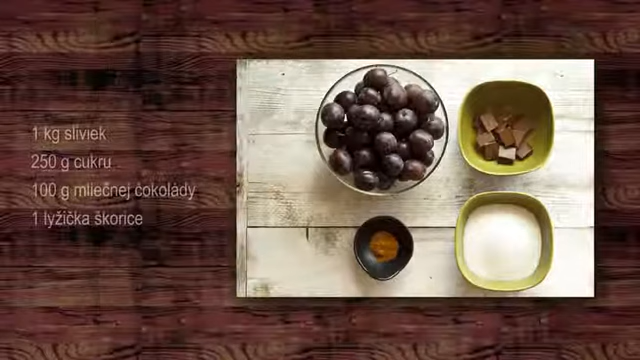 1 kg sliviek
250 g cukru
100 g mliečnej čokolády
1 lyžička škorice